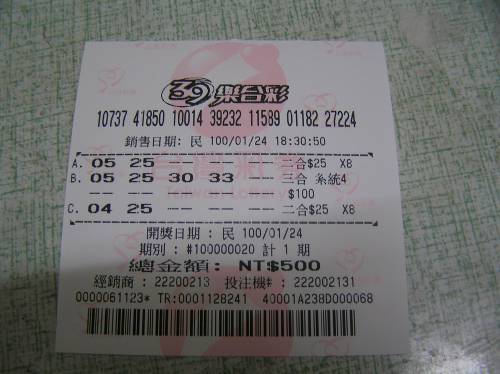 39 樂合彩
10737 41850 10014 39232 11589 01182 27224
銷售日期: 民 100/01/24 18:30:50
A. 05 25 -- -- -- 二合$25 X8
B. 05 25 30 33 -- 三合 系統4
-- -- -- -- -- $100
C. 04 25 -- -- -- 二合$25 X8
開獎日期 : 民 100/01/24
期別 : #100000020 計 1 期
總金額: NT$500
經銷商 : 22200213 投注機# : 222002131
0000061123* TR:0001128241 40001A238D000068